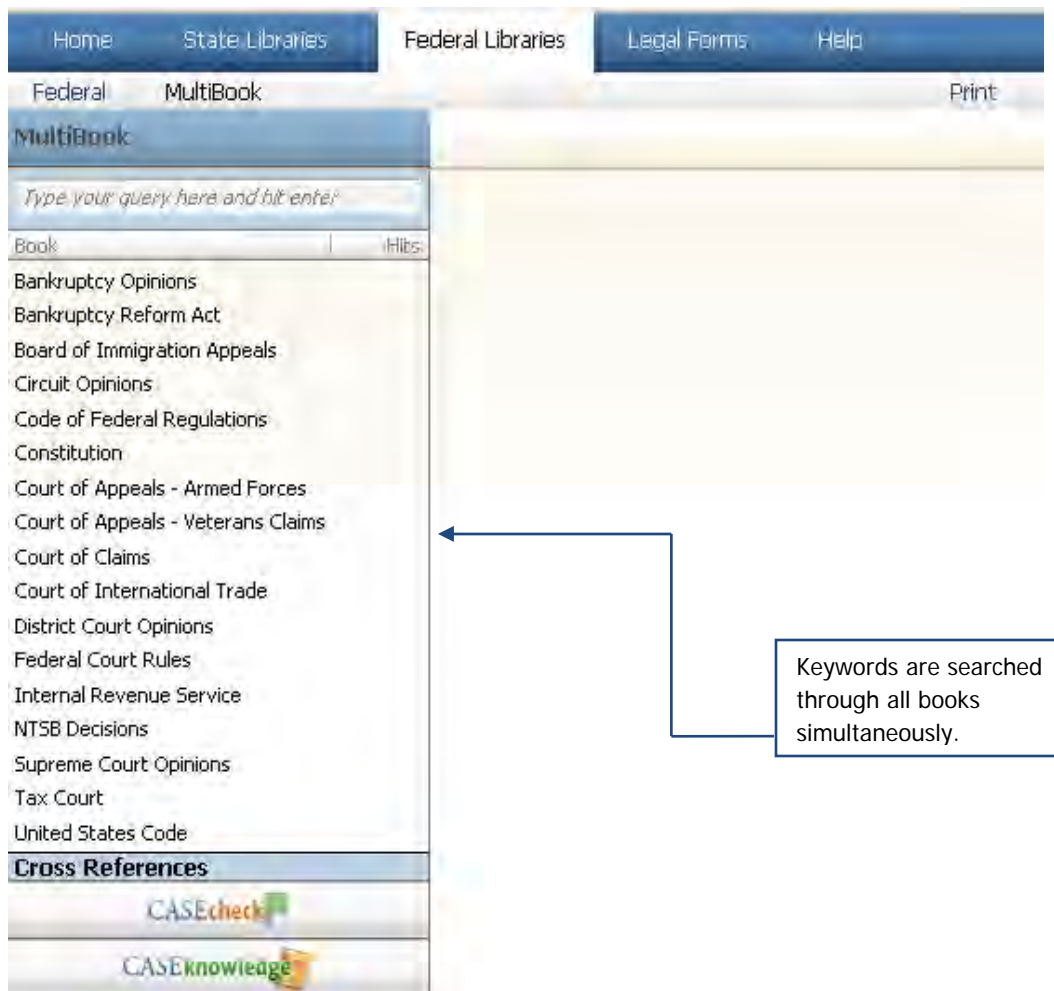 Home State Libraries Federal Libraries Legal Forms Help
Federal MultiBook Print
MultiBook
Type your query here and hit enter
Book Hits
Bankruptcy Opinions
Bankruptcy Reform Act
Board of Immigration Appeals
Circuit Opinions
Code of Federal Regulations
Constitution
Court of Appeals - Armed Forces
Court of Appeals - Veterans Claims
Court of Claims
Court of International Trade
District Court Opinions
Federal Court Rules
Internal Revenue Service
NTSB Decisions
Supreme Court Opinions
Tax Court
United States Code
Cross References
CASEcheck
CASEknowledge
Keywords are searched
through all books
simultaneously.